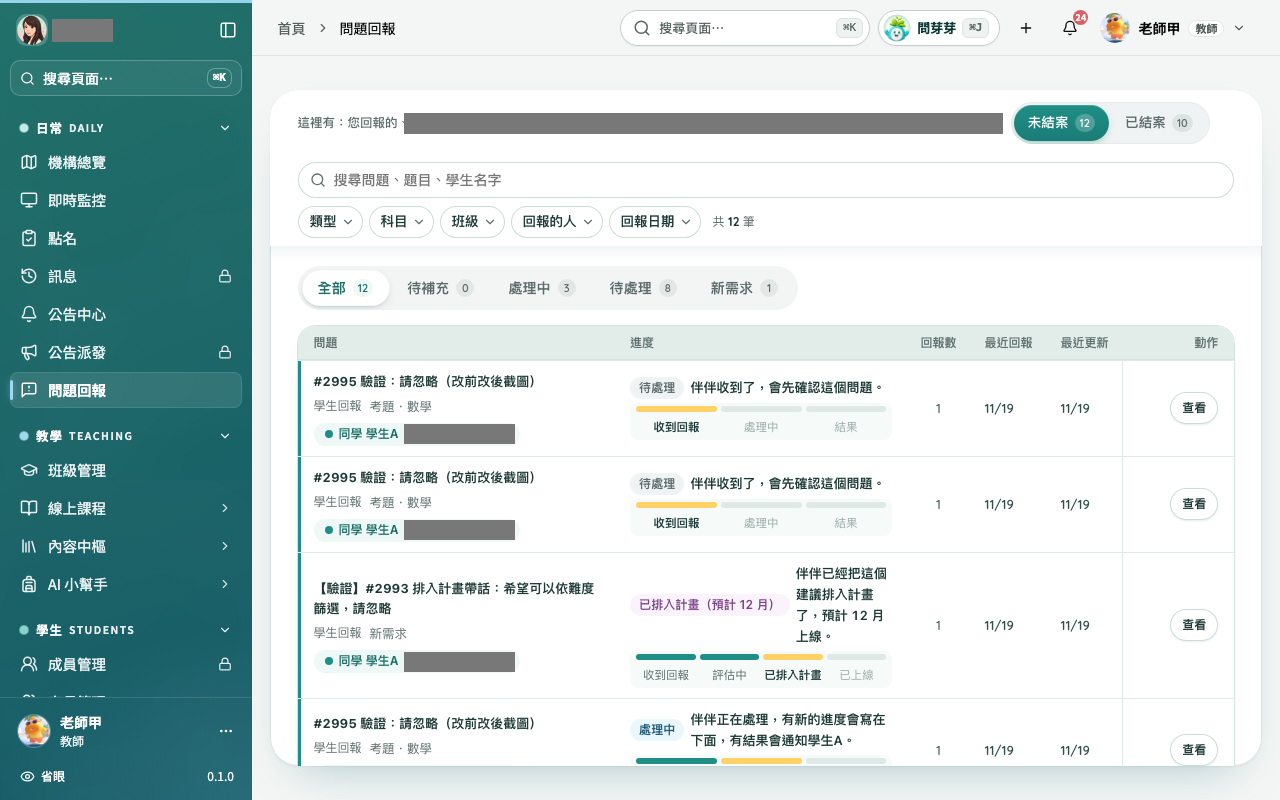 首頁 > 問題回報
搜尋頁面… ⌘K
問芽芽 ⌘J
24
老師甲 教師
搜尋頁面… ⌘K
日常 DAILY
機構總覽
即時監控
點名
訊息
公告中心
公告派發
問題回報
教學 TEACHING
班級管理
線上課程
內容中樞
AI 小幫手
學生 STUDENTS
成員管理
老師甲
教師
省眼 0.1.0
這裡有：您回報的
未結案 12 已結案 10
搜尋問題、題目、學生名字
類型 科目 班級 回報的人 回報日期 共 12 筆
全部 12 待補充 0 處理中 3 待處理 8 新需求 1
問題 進度 回報數 最近回報 最近更新 動作
#2995 驗證：請忽略（改前改後截圖）
學生回報 考題 · 數學
同學 學生A
待處理 伴伴收到了，會先確認這個問題。
收到回報 處理中 結果
1 11/19 11/19 查看
#2995 驗證：請忽略（改前改後截圖）
學生回報 考題 · 數學
同學 學生A
待處理 伴伴收到了，會先確認這個問題。
收到回報 處理中 結果
1 11/19 11/19 查看
【驗證】#2993 排入計畫帶話：希望可以依難度
篩選，請忽略
學生回報 新需求
同學 學生A
已排入計畫（預計 12 月）
伴伴已經把這個
建議排入計畫
了，預計 12 月
上線。
收到回報 評估中 已排入計畫 已上線
1 11/19 11/19 查看
#2995 驗證：請忽略（改前改後截圖）
學生回報 考題 · 數學
處理中
伴伴正在處理，有新的進度會寫在
下面，有結果會通知學生A。
1 11/19 11/19 查看